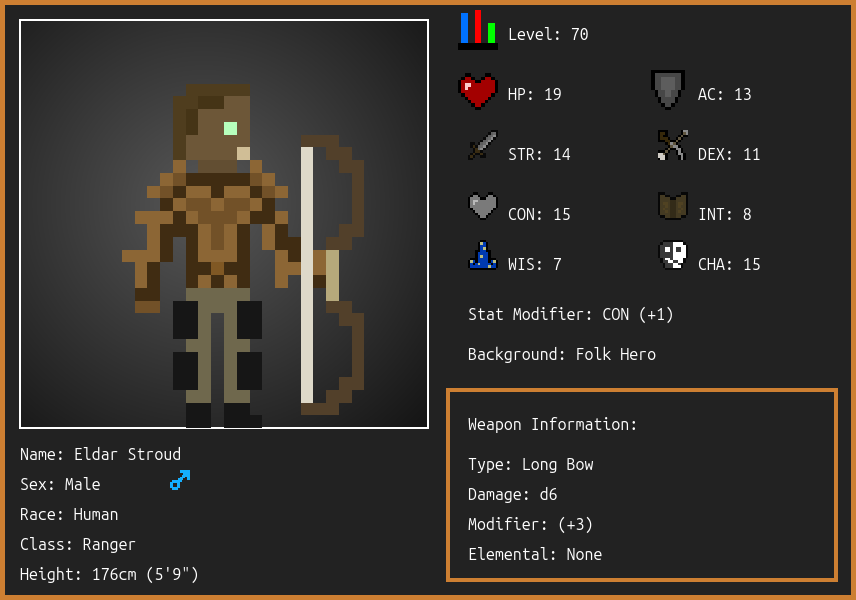 Level: 70
HP: 19
AC: 13
STR: 14
DEX: 11
CON: 15
INT: 8
WIS: 7
CHA: 15
Stat Modifier: CON (+1)
Background: Folk Hero
Weapon Information:
Type: Long Bow
Damage: d6
Modifier: (+3)
Elemental: None
Name: Eldar Stroud
Sex: Male
Race: Human
Class: Ranger
Height: 176cm (5'9")